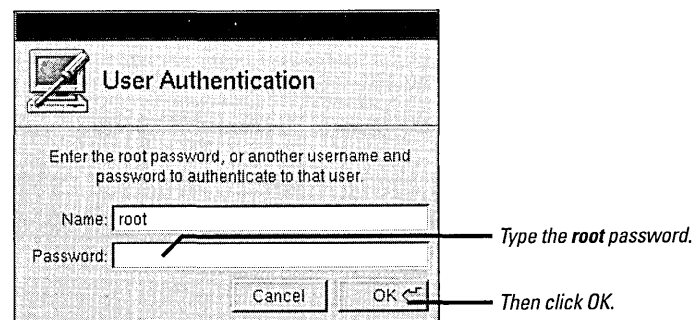 User Authentication
Enter the root password, or another username and
password to authenticate to that user.
Name: root
Password:
Type the root password.
Cancel
OK
Then click OK.